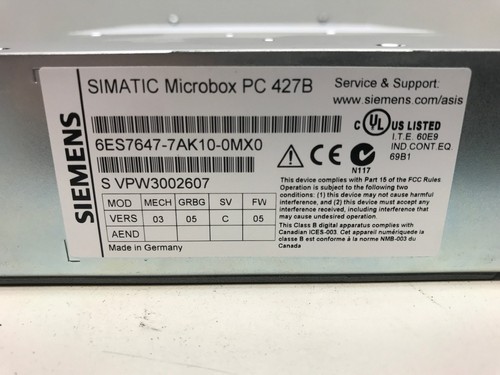 SIEMENS
SIMATIC Microbox PC 427B
6ES7647-7AK10-0MX0
S VPW3002607
MOD MECH GRBG SV FW
VERS 03 05 C 05
AEND
Made in Germany
Service & Support:
www.siemens.com/asis
C UL US LISTED
I.T.E. 60E9
IND.CONT.EQ.
69B1
CE
N117
This device complies with Part 15 of the FCC Rules
Operation is subject to the following two
conditions: (1) this device may not cause harmful
interference, and (2) this device must accept any
interference received, including interference that
may cause undesired operation.
This Class B digital apparatus complies with
Canadian ICES-003. Cet appareil numériquede la
classe B est conforme à la norme NMB-003 du
Canada